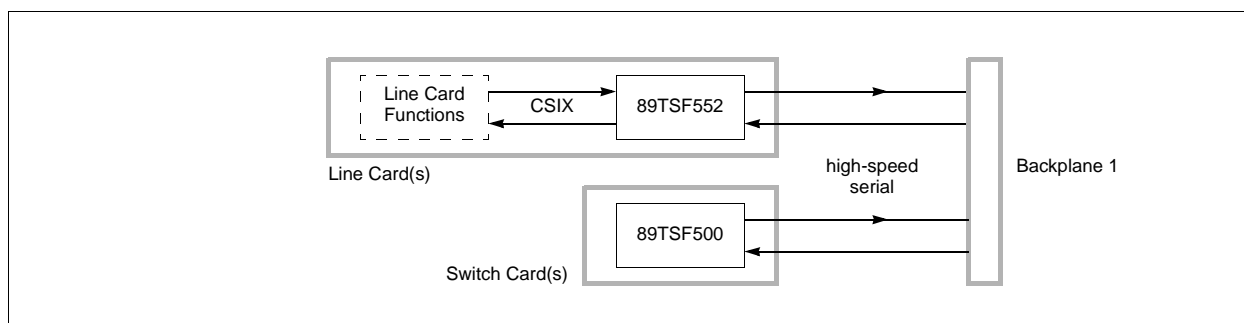 Line Card
Functions
CSIX
89TSF552
Line Card(s)
high-speed
serial
Backplane 1
89TSF500
Switch Card(s)